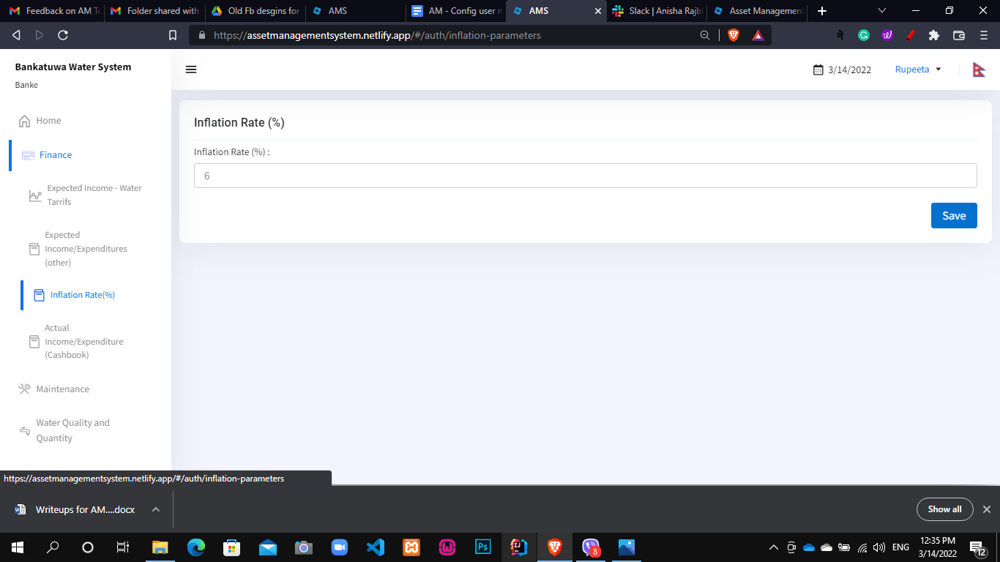 Feedback on AM To
Folder shared with
Old Fb desgins for
AMS
AM - Config user m
AMS
Slack | Anisha Rajb
Asset Management
https://assetmanagementsystem.netlify.app/#/auth/inflation-parameters
ने
Bankatuwa Water System
Banke
3/14/2022
Rupeeta
Home
Finance
Expected Income - Water
Tarrifs
Expected
Income/Expenditures
(other)
Inflation Rate(%)
Actual
Income/Expenditure
(Cashbook)
Maintenance
Water Quality and
Quantity
Inflation Rate (%)
Inflation Rate (%) :
6
Save
https://assetmanagementsystem.netlify.app/#/auth/inflation-parameters
Writeups for AM....docx
Show all
Ps
8
ENG
12:35 PM
3/14/2022
12